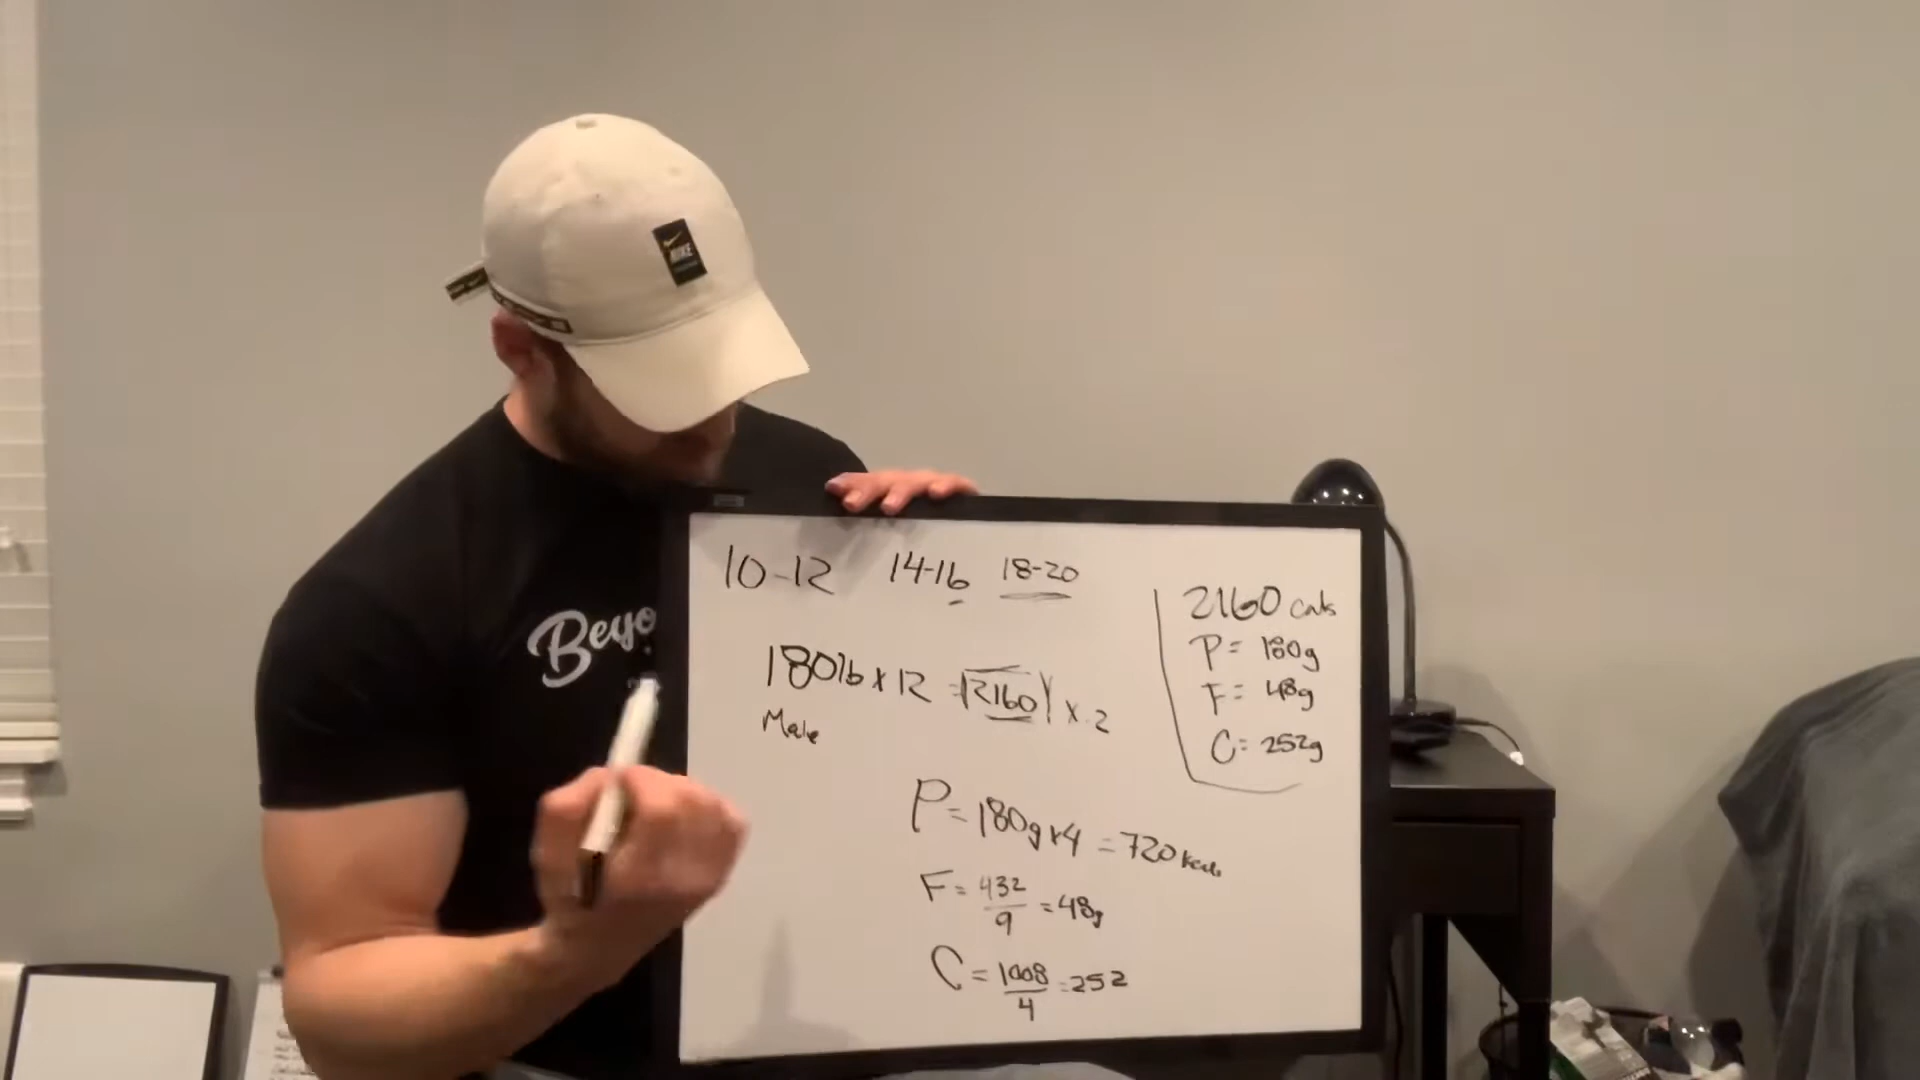 NIKE
Beyo
10-12 14-16 18-20
180lb x 12 = 2160 x .2
Male
2160 cals
P = 180g
F = 48g
C = 252g
P = 180g x 4 = 720 kcals
F = 432/9 = 48g
C = 1008/4 = 252